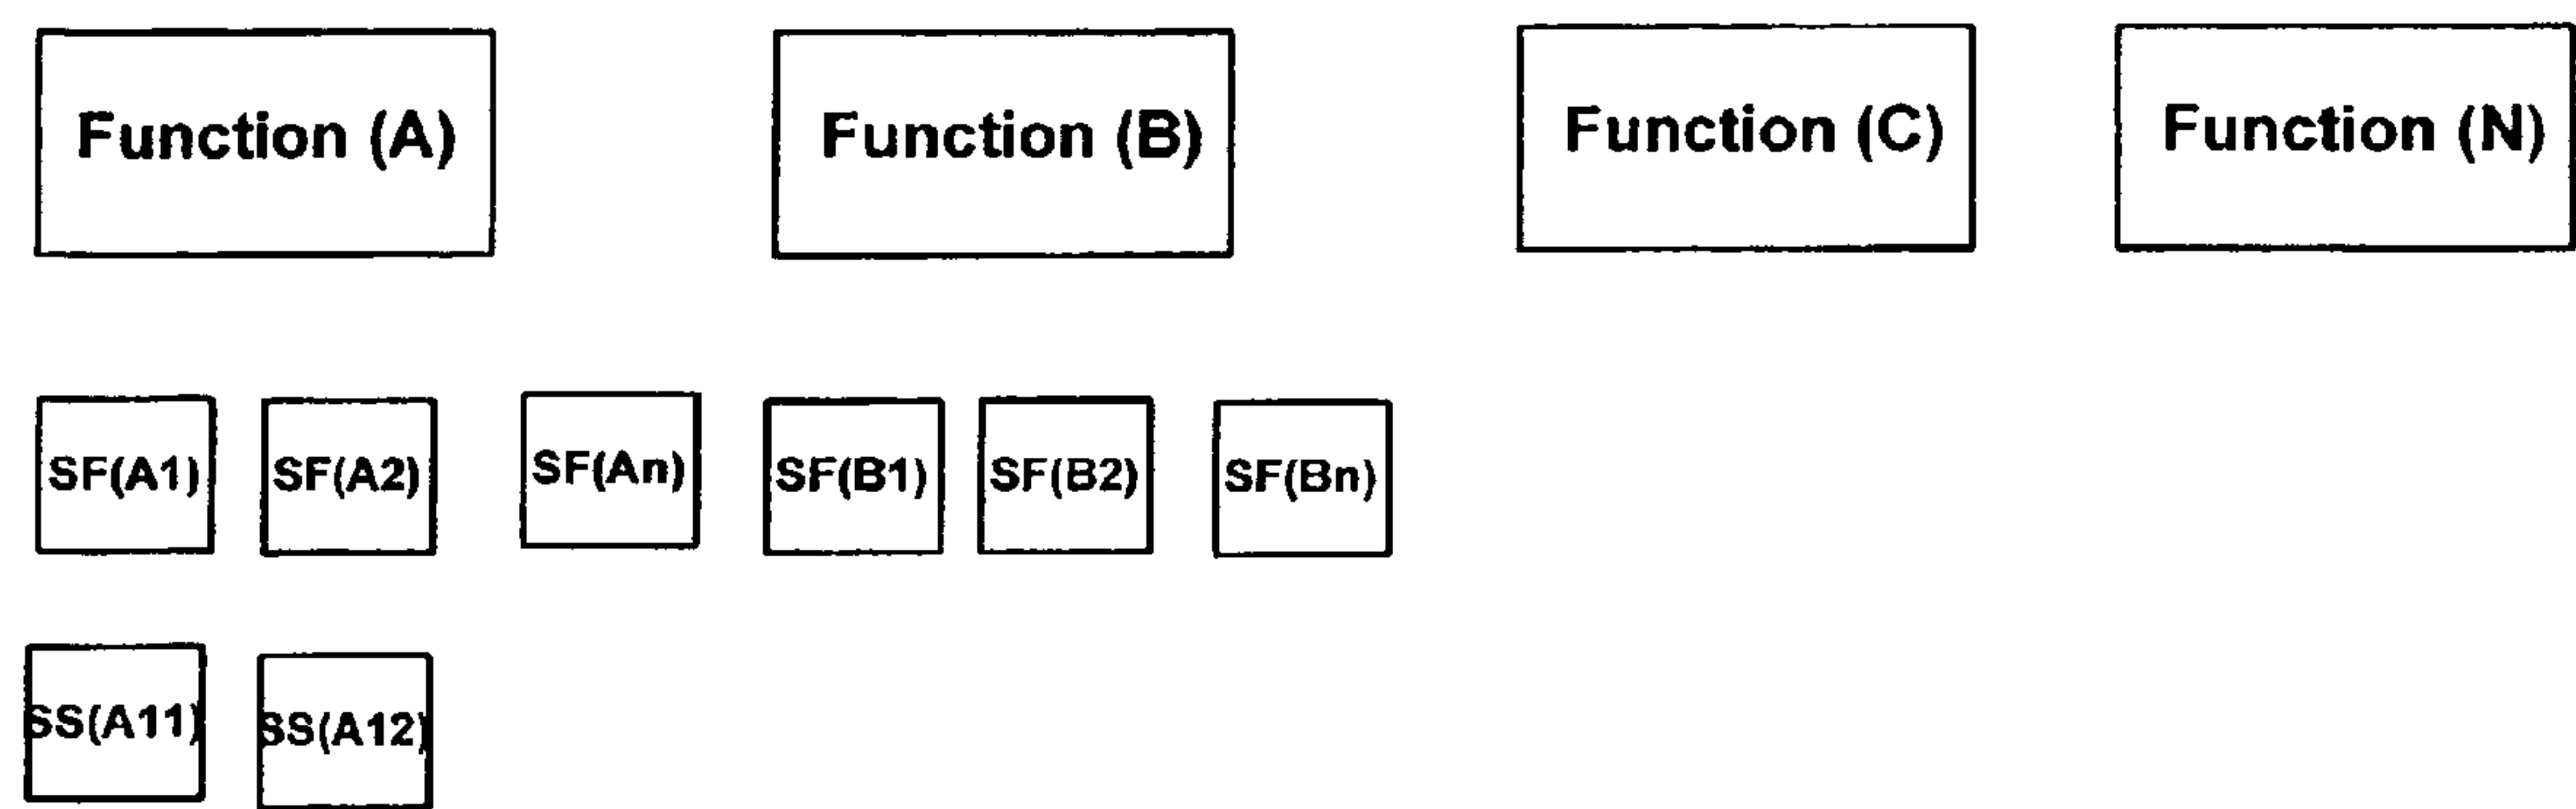 Function (A) Function (B) Function (C) Function (N)
SF(A1) SF(A2) SF(An) SF(B1) SF(B2) SF(Bn)
SS(A11) SS(A12)